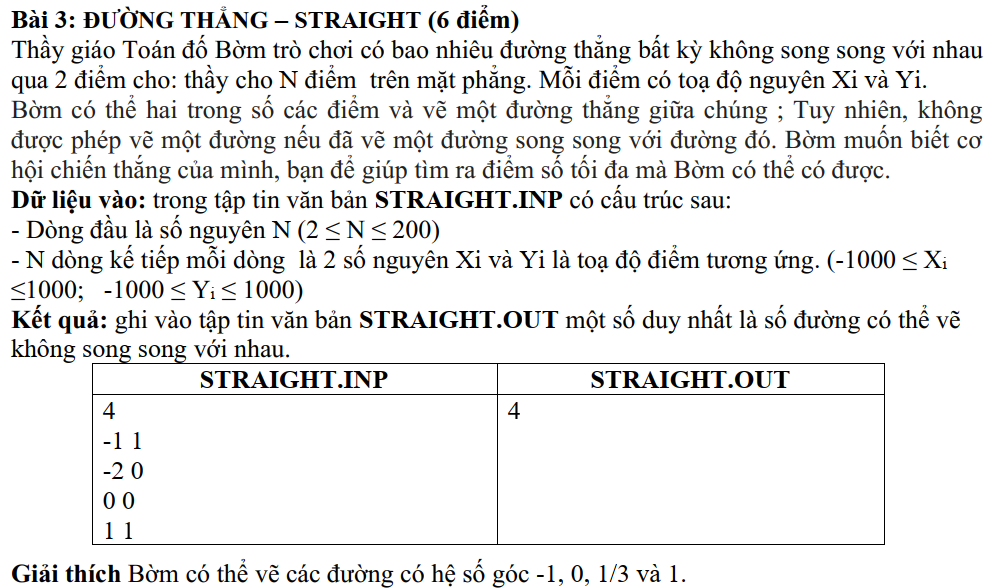 Bài 3: ĐƯỜNG THẲNG – STRAIGHT (6 điểm)
Thầy giáo Toán đố Bờm trò chơi có bao nhiêu đường thẳng bất kỳ không song song với nhau
qua 2 điểm cho: thầy cho N điểm trên mặt phẳng. Mỗi điểm có toạ độ nguyên Xi và Yi.
Bờm có thể hai trong số các điểm và vẽ một đường thẳng giữa chúng ; Tuy nhiên, không
được phép vẽ một đường nếu đã vẽ một đường song song với đường đó. Bờm muốn biết cơ
hội chiến thắng của mình, bạn để giúp tìm ra điểm số tối đa mà Bờm có thể có được.
Dữ liệu vào: trong tập tin văn bản STRAIGHT.INP có cấu trúc sau:
- Dòng đầu là số nguyên N (2 ≤ N ≤ 200)
- N dòng kế tiếp mỗi dòng là 2 số nguyên Xi và Yi là toạ độ điểm tương ứng. (-1000 ≤ Xi
≤1000; -1000 ≤ Yi ≤ 1000)
Kết quả: ghi vào tập tin văn bản STRAIGHT.OUT một số duy nhất là số đường có thể vẽ
không song song với nhau.
STRAIGHT.INP STRAIGHT.OUT
4 4
-1 1
-2 0
0 0
1 1
Giải thích Bờm có thể vẽ các đường có hệ số góc -1, 0, 1/3 và 1.